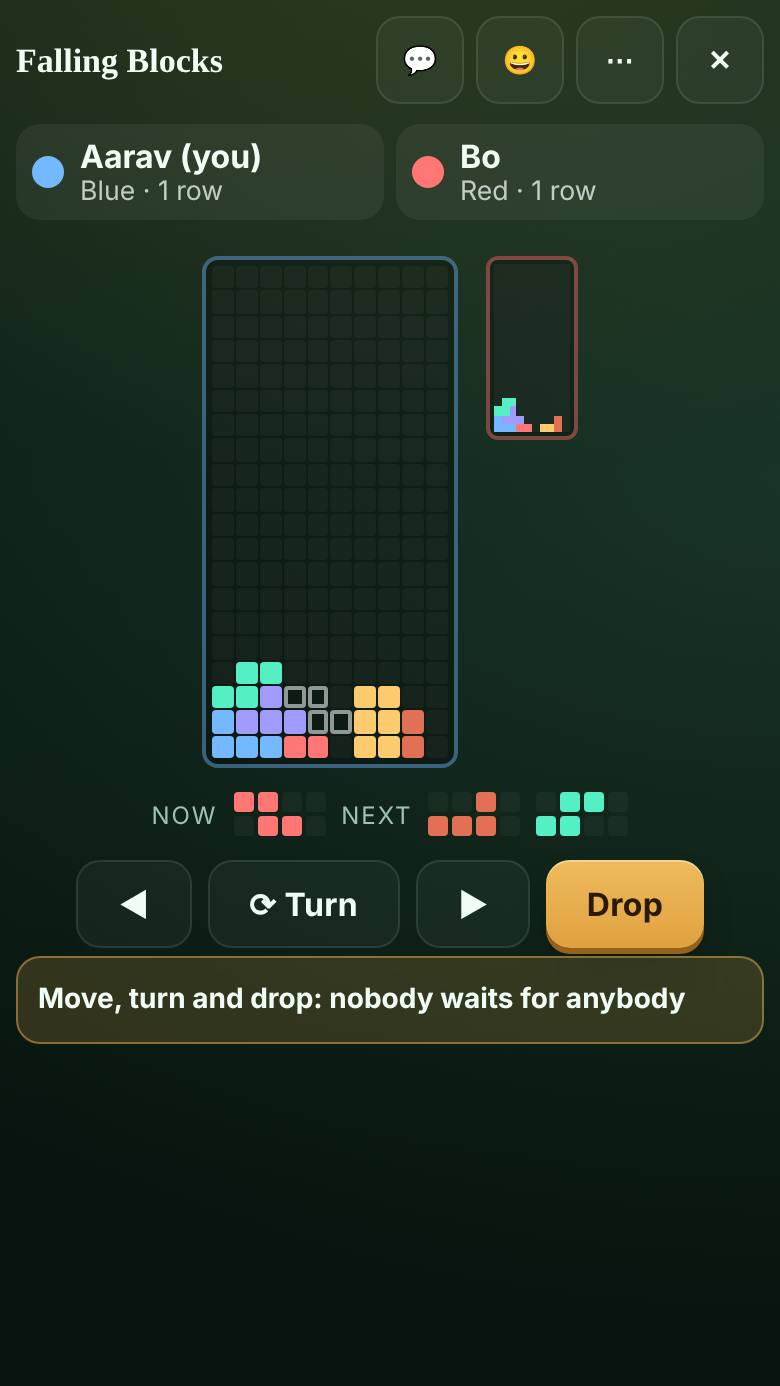 Falling Blocks
Aarav (you)
Blue · 1 row
Bo
Red · 1 row
NOW
NEXT
⟳ Turn
Drop
Move, turn and drop: nobody waits for anybody